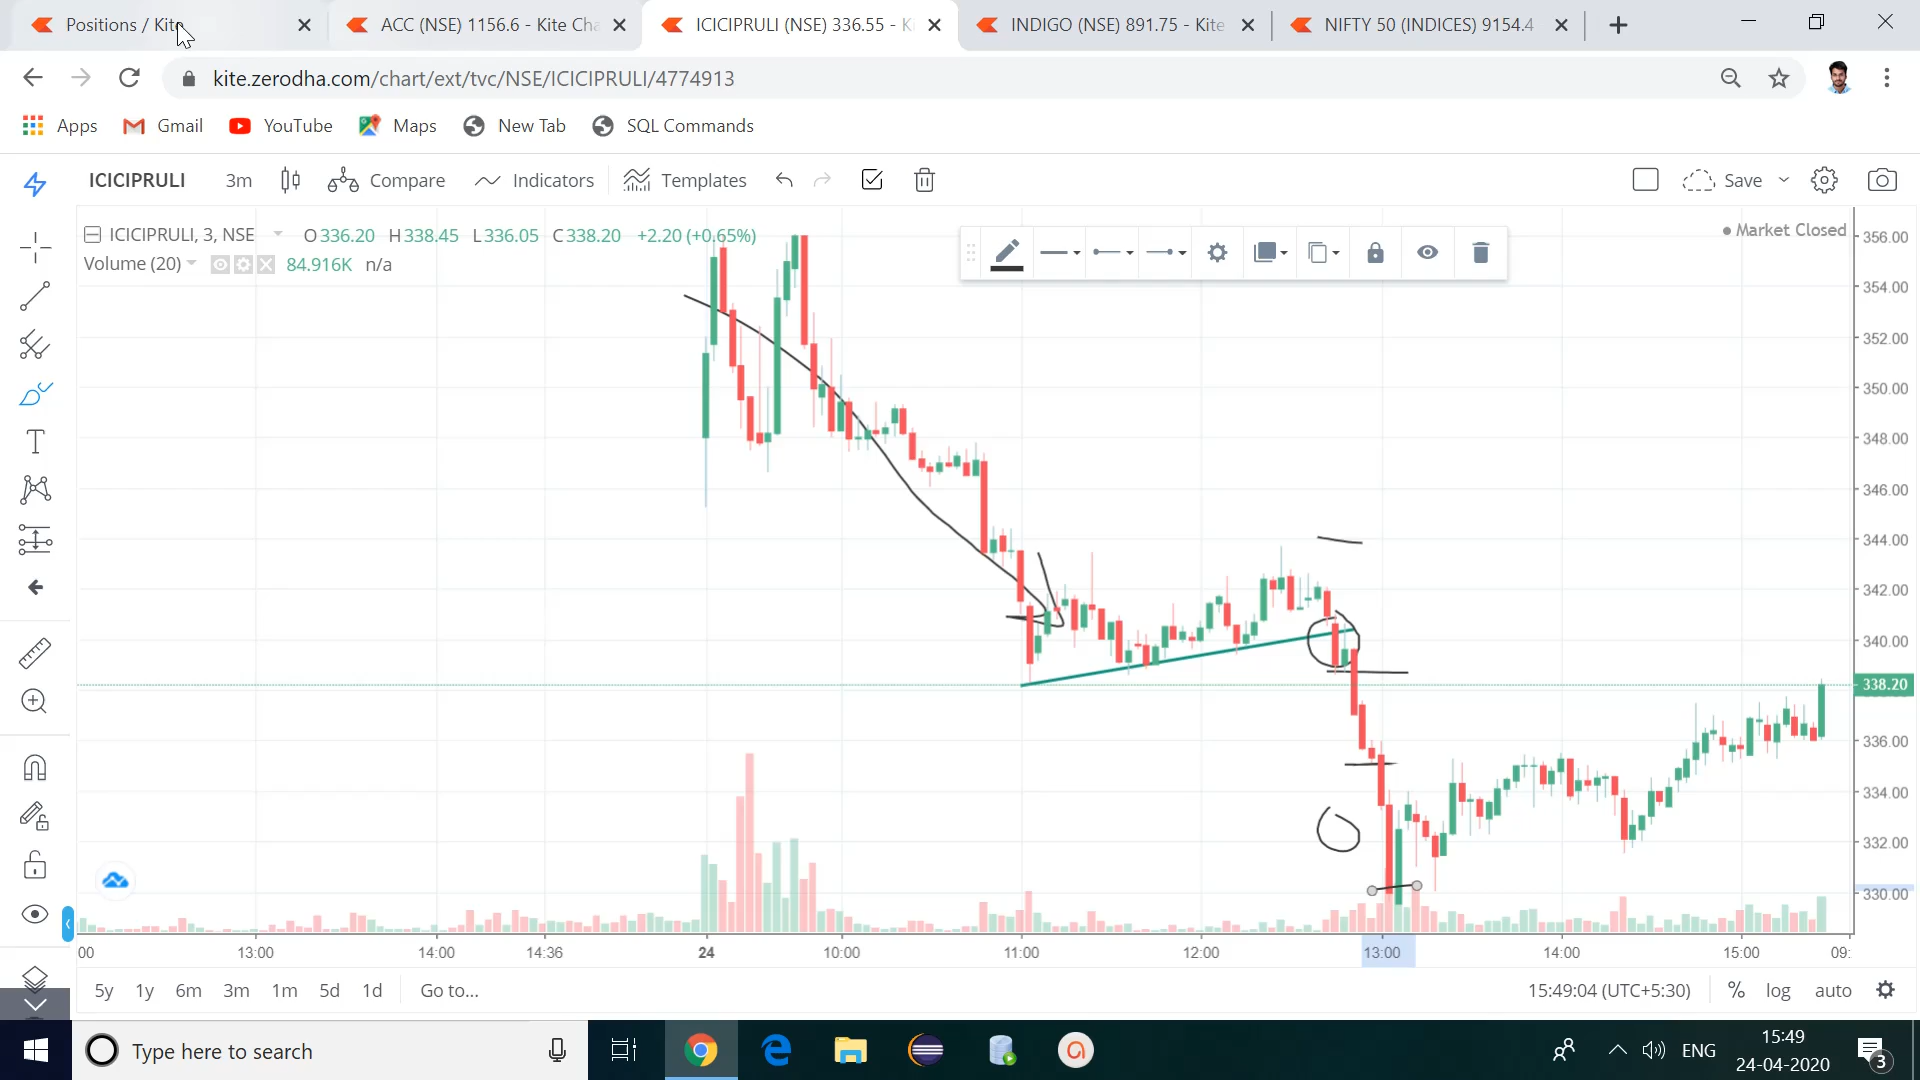 Positions / Kite
ACC (NSE) 1156.6 - Kite Cha
ICICIPRULI (NSE) 336.55 - K
INDIGO (NSE) 891.75 - Kite
NIFTY 50 (INDICES) 9154.4
kite.zerodha.com/chart/ext/tvc/NSE/ICICIPRULI/4774913
Apps Gmail YouTube Maps New Tab SQL Commands
ICICIPRULI 3m Compare Indicators Templates Save
ICICIPRULI, 3, NSE O336.20 H338.45 L336.05 C338.20 +2.20 (+0.65%)
Volume (20) 84.916K n/a
Market Closed
356.00
354.00
352.00
350.00
348.00
346.00
344.00
342.00
340.00
338.20
336.00
334.00
332.00
330.00
00 13:00 14:00 14:36 24 10:00 11:00 12:00 13:00 14:00 15:00 09:
5y 1y 6m 3m 1m 5d 1d Go to... 15:49:04 (UTC+5:30) % log auto
Type here to search
ENG
15:49
24-04-2020
3